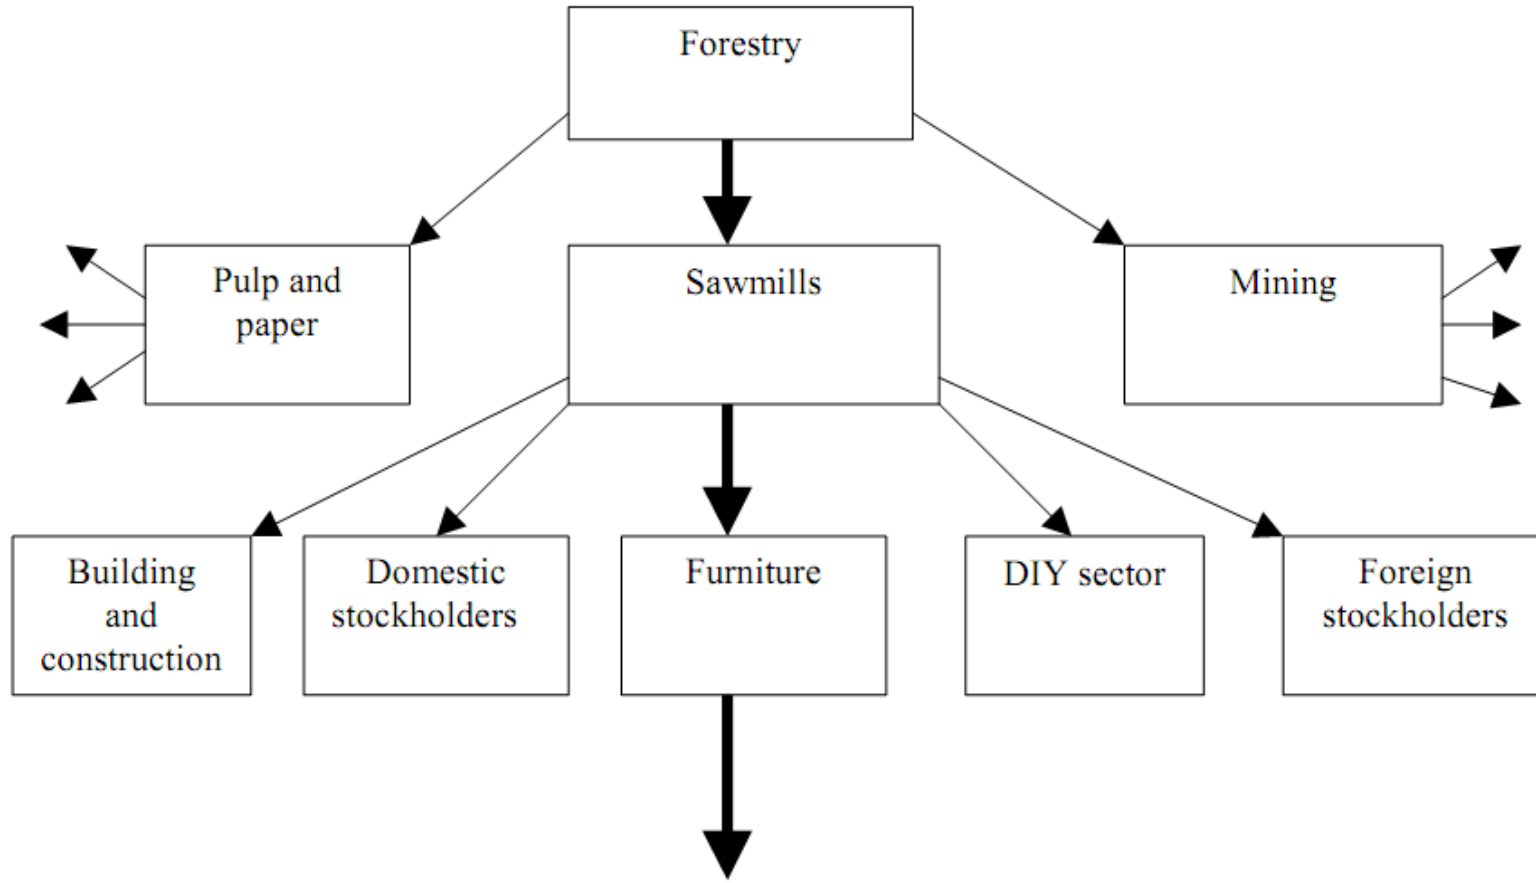 Forestry
Pulp and
paper
Sawmills
Mining
Building
and
construction
Domestic
stockholders
Furniture
DIY sector
Foreign
stockholders